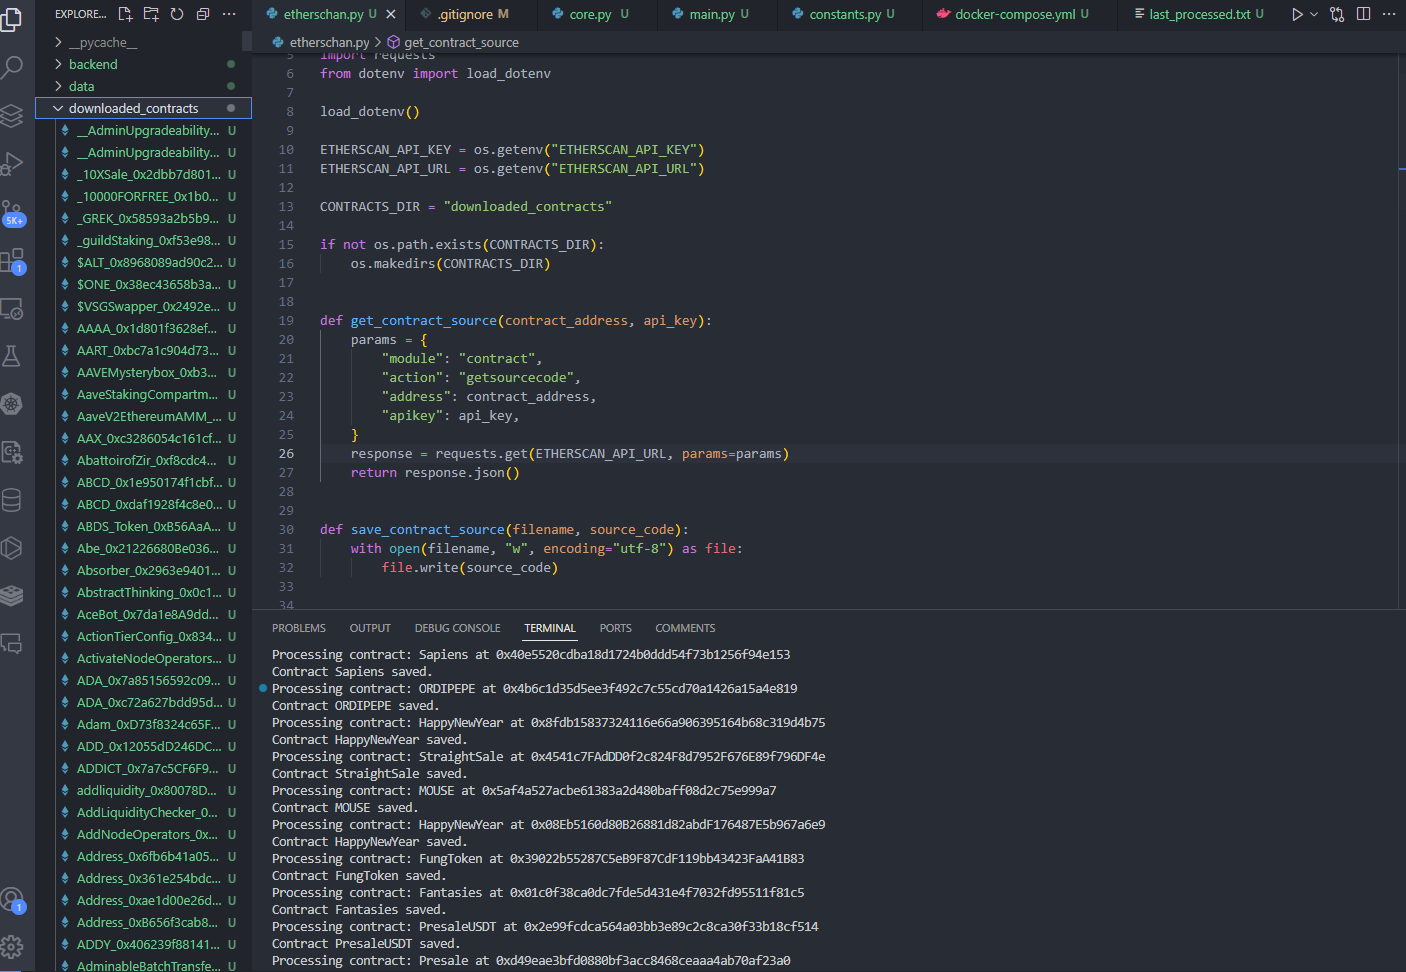 EXPLORE...
etherschan.py U
.gitignore M
core.py U
main.py U
constants.py U
docker-compose.yml U
last_processed.txt U
etherschan.py > get_contract_source
__pycache__
backend
data
downloaded_contracts
__AdminUpgradeability... U
__AdminUpgradeability... U
_10XSale_0x2dbb7d801... U
_10000FORFREE_0x1b0... U
_GREK_0x58593a2b5b9... U
_guildStaking_0xf53e98... U
$ALT_0x8968089ad90c2... U
$ONE_0x38ec43658b3a... U
$VSGSwapper_0x2492e... U
AAAA_0x1d801f3628ef... U
AART_0xbc7a1c904d73... U
AAVEMysterybox_0xb3... U
AaveStakingCompartm... U
AaveV2EthereumAMM_... U
AAX_0xc3286054c161cf... U
AbattoirofZir_0xf8cdc4... U
ABCD_0x1e950174f1cbf... U
ABCD_0xdaf1928f4c8e0... U
ABDS_Token_0xB56AaA... U
Abe_0x21226680Be036... U
Absorber_0x2963e9401... U
AbstractThinking_0x0c1... U
AceBot_0x7da1e8A9dd... U
ActionTierConfig_0x834... U
ActivateNodeOperators... U
ADA_0x7a85156592c09... U
ADA_0xc72a627bdd95d... U
Adam_0xD73f8324c65F... U
ADD_0x12055dD246DC... U
ADDICT_0x7a7c5CF6F9... U
addliquidity_0x80078D... U
AddLiquidityChecker_0... U
AddNodeOperators_0x... U
Address_0x6fb6b41a05... U
Address_0x361e254bdc... U
Address_0xae1d00e26d... U
Address_0xB656f3cab8... U
ADDY_0x406239f88141... U
AdminableBatchTransfe... U
5K+
1
1
5 import requests
6 from dotenv import load_dotenv
7
8 load_dotenv()
9
10 ETHERSCAN_API_KEY = os.getenv("ETHERSCAN_API_KEY")
11 ETHERSCAN_API_URL = os.getenv("ETHERSCAN_API_URL")
12
13 CONTRACTS_DIR = "downloaded_contracts"
14
15 if not os.path.exists(CONTRACTS_DIR):
16 os.makedirs(CONTRACTS_DIR)
17
18
19 def get_contract_source(contract_address, api_key):
20 params = {
21 "module": "contract",
22 "action": "getsourcecode",
23 "address": contract_address,
24 "apikey": api_key,
25 }
26 response = requests.get(ETHERSCAN_API_URL, params=params)
27 return response.json()
28
29
30 def save_contract_source(filename, source_code):
31 with open(filename, "w", encoding="utf-8") as file:
32 file.write(source_code)
33
34
PROBLEMS OUTPUT DEBUG CONSOLE TERMINAL PORTS COMMENTS
Processing contract: Sapiens at 0x40e5520cdba18d1724b0ddd54f73b1256f94e153
Contract Sapiens saved.
Processing contract: ORDIPEPE at 0x4b6c1d35d5ee3f492c7c55cd70a1426a15a4e819
Contract ORDIPEPE saved.
Processing contract: HappyNewYear at 0x8fdb15837324116e66a906395164b68c319d4b75
Contract HappyNewYear saved.
Processing contract: StraightSale at 0x4541c7FAdDD0f2c824F8d7952F676E89f796DF4e
Contract StraightSale saved.
Processing contract: MOUSE at 0x5af4a527acbe61383a2d480baff08d2c75e999a7
Contract MOUSE saved.
Processing contract: HappyNewYear at 0x08Eb5160d80B26881d82abdF176487E5b967a6e9
Contract HappyNewYear saved.
Processing contract: FungToken at 0x39022b55287C5eB9F87CdF119bb43423FaA41B83
Contract FungToken saved.
Processing contract: Fantasies at 0x01c0f38ca0dc7fde5d431e4f7032fd95511f81c5
Contract Fantasies saved.
Processing contract: PresaleUSDT at 0x2e99fcdca564a03bb3e89c2c8ca30f33b18cf514
Contract PresaleUSDT saved.
Processing contract: Presale at 0xd49eae3bfd0880bf3acc8468ceaaa4ab70af23a0